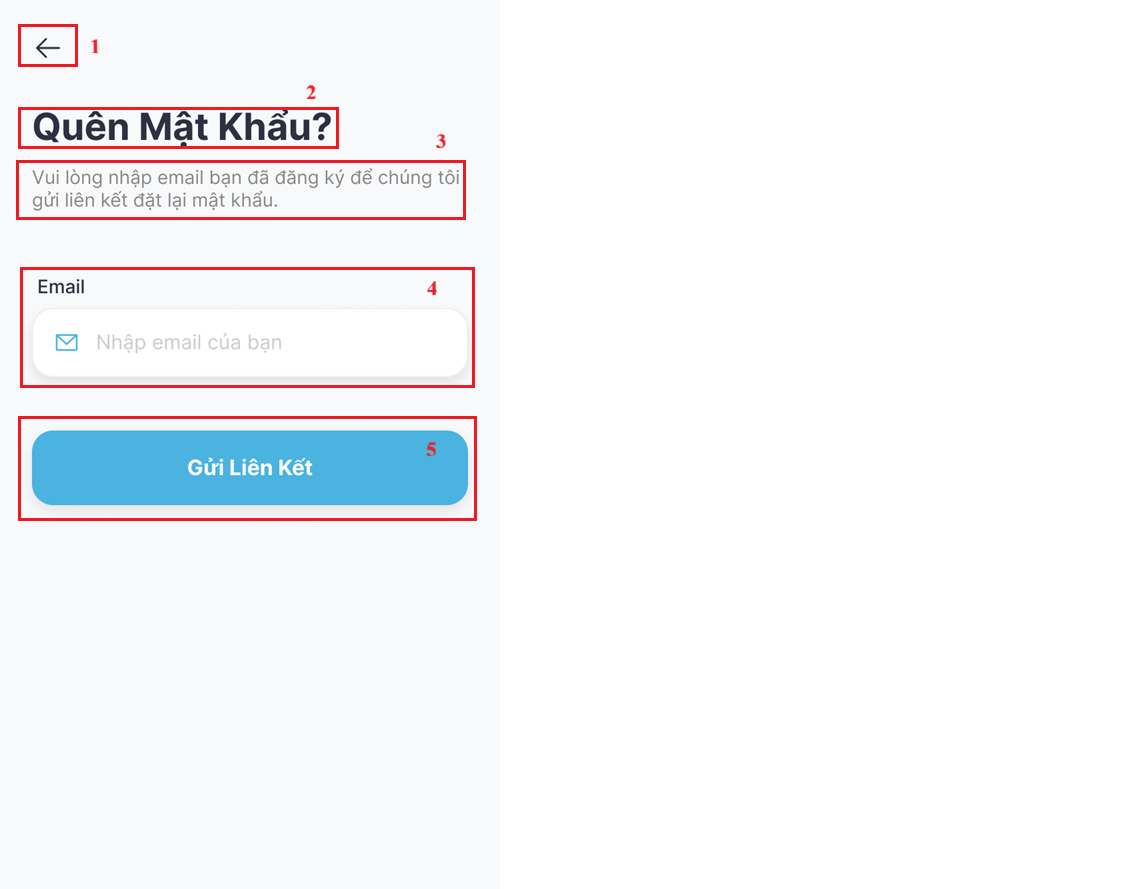 1
2
Quên Mật Khẩu?
3
Vui lòng nhập email bạn đã đăng ký để chúng tôi
gửi liên kết đặt lại mật khẩu.
Email
4
Nhập email của bạn
5
Gửi Liên Kết